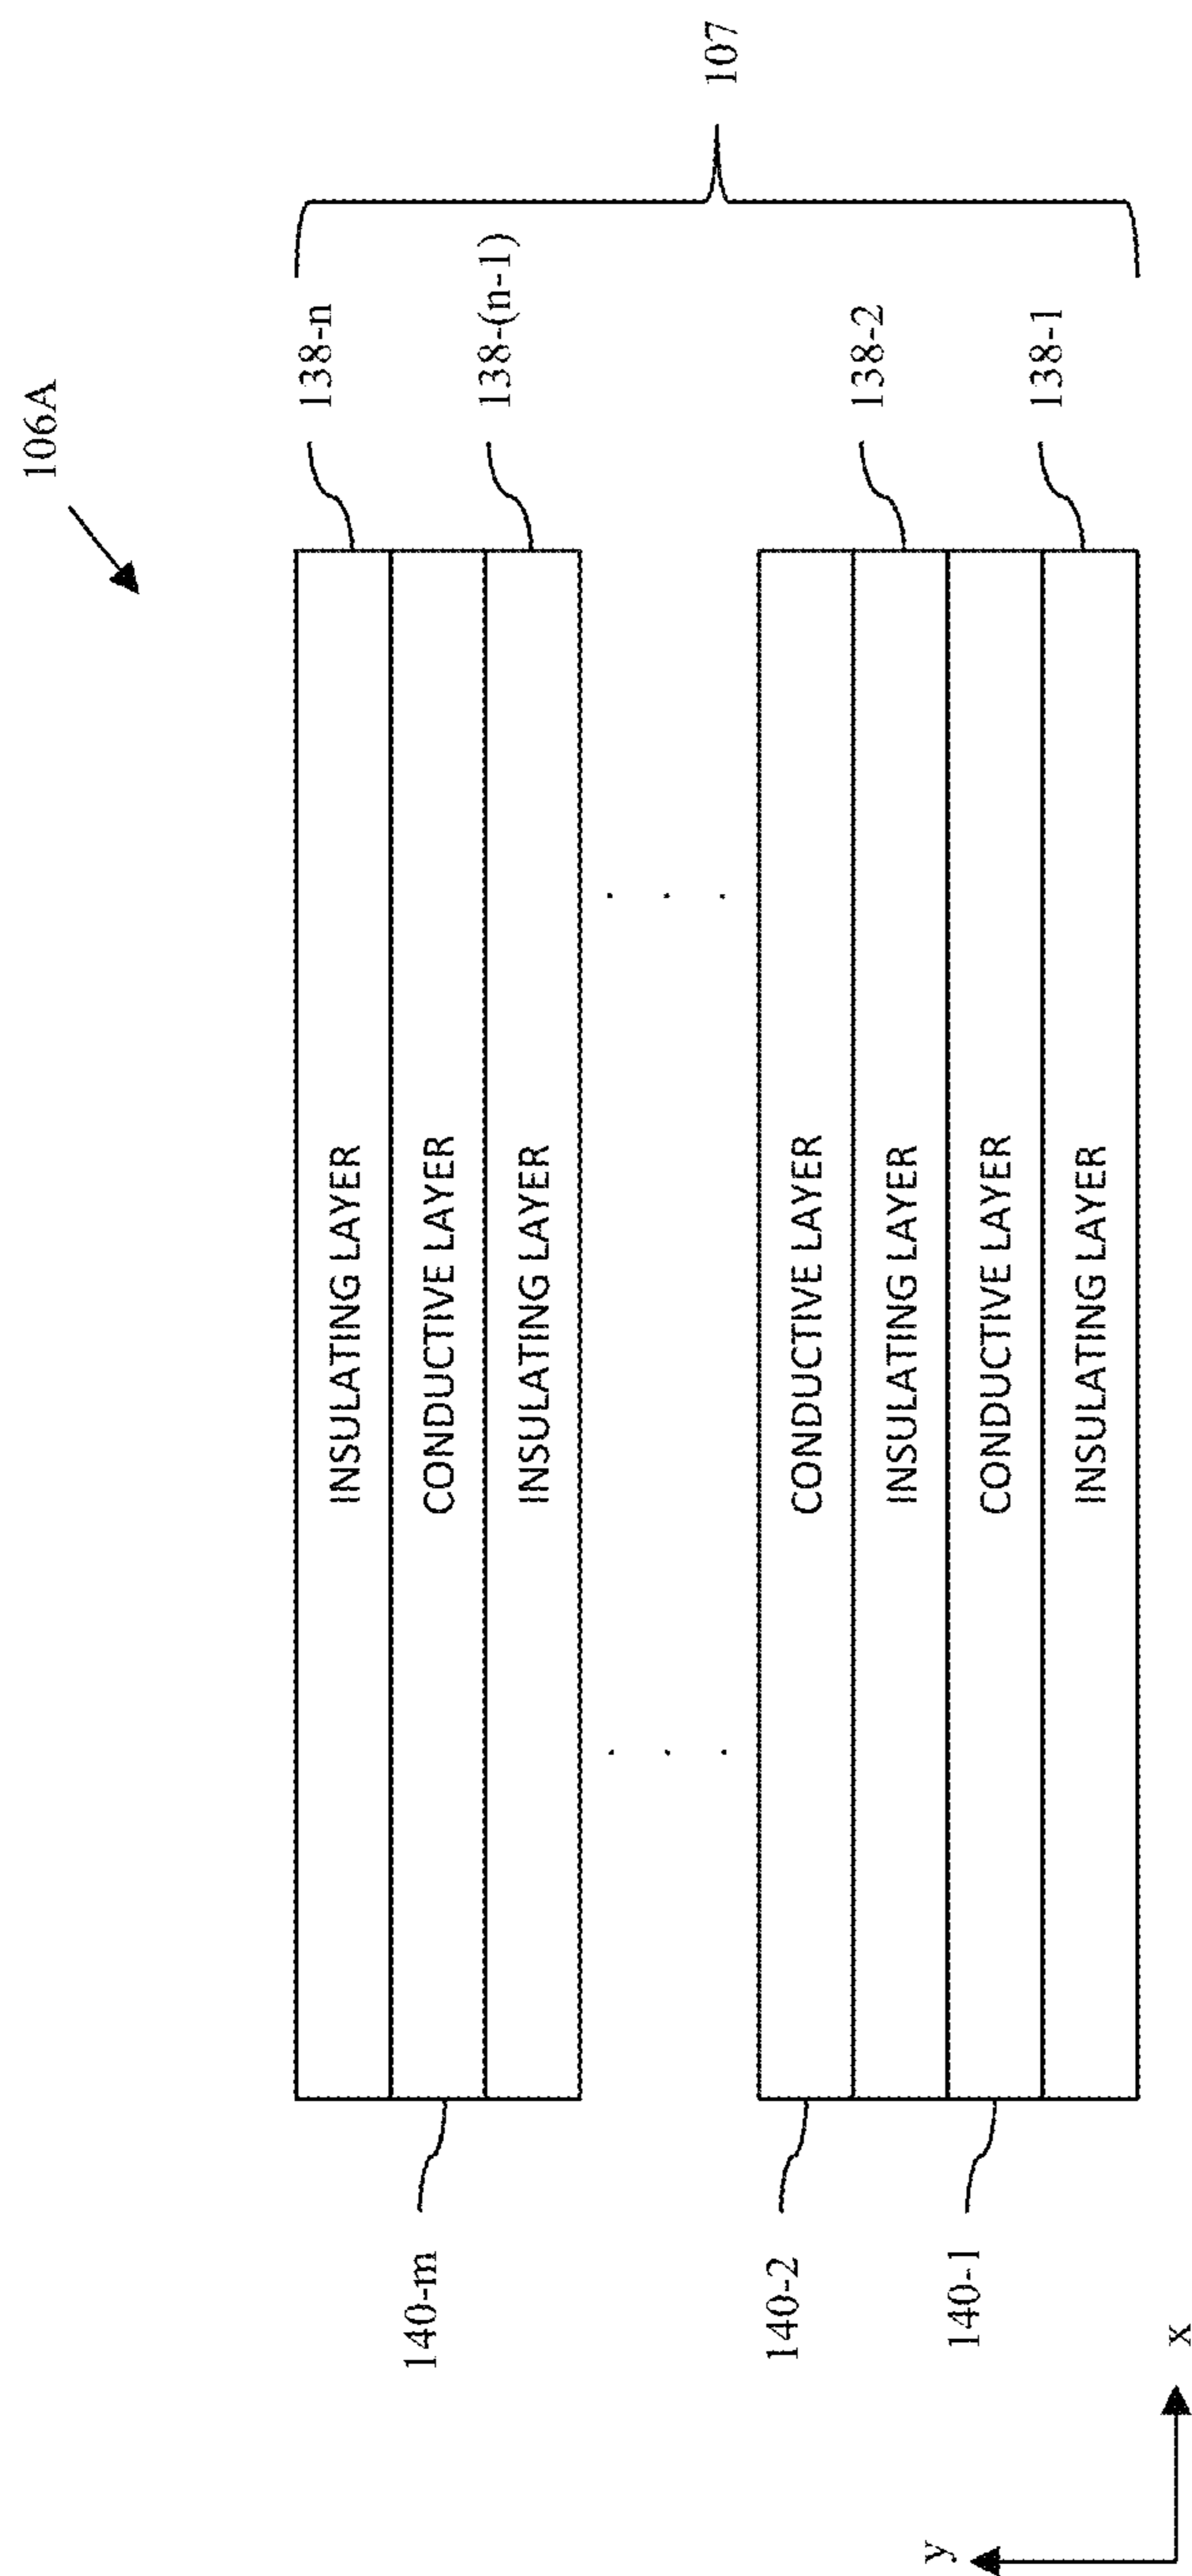 106A
138-n
INSULATING LAYER
140-m
CONDUCTIVE LAYER
138-(n-1)
INSULATING LAYER
107
. . .
. . .
140-2
CONDUCTIVE LAYER
138-2
INSULATING LAYER
140-1
CONDUCTIVE LAYER
138-1
INSULATING LAYER
y
x